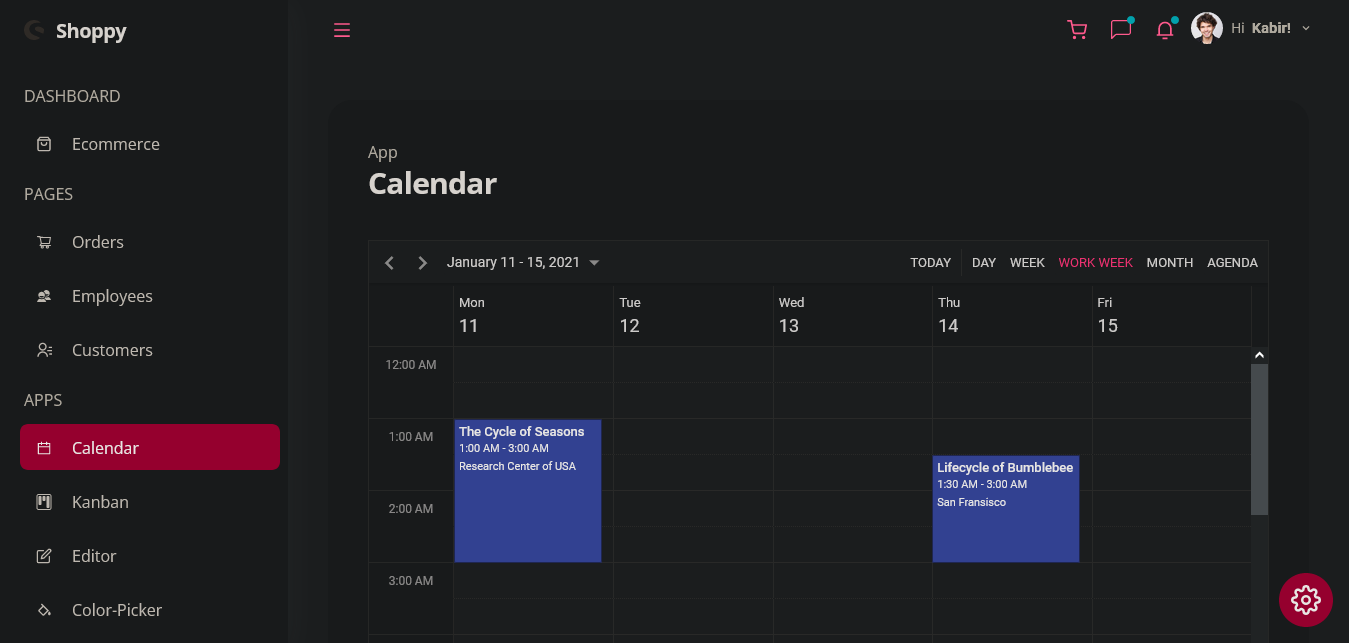 Shoppy
Hi Kabir!
DASHBOARD
Ecommerce
PAGES
Orders
Employees
Customers
APPS
Calendar
Kanban
Editor
Color-Picker
App
Calendar
January 11 - 15, 2021 TODAY DAY WEEK WORK WEEK MONTH AGENDA
Mon Tue Wed Thu Fri
11 12 13 14 15
12:00 AM
1:00 AM
The Cycle of Seasons
1:00 AM - 3:00 AM
Research Center of USA
Lifecycle of Bumblebee
1:30 AM - 3:00 AM
San Fransisco
2:00 AM
3:00 AM